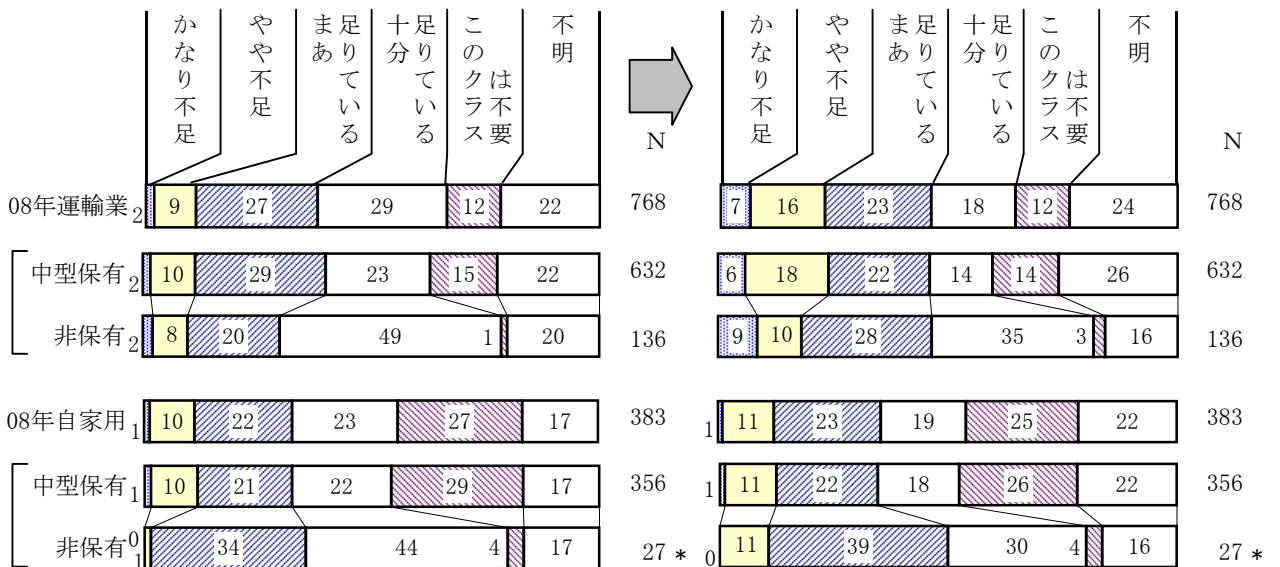 かなり不足
やや不足
まあ足りている
十分足りている
このクラスは不要
不明
N
かなり不足
やや不足
まあ足りている
十分足りている
このクラスは不要
不明
N
08年運輸業 2 9 27 29 12 22 768 7 16 23 18 12 24 768
中型保有 2 10 29 23 15 22 632 6 18 22 14 14 26 632
非保有 2 8 20 49 1 20 136 9 10 28 35 3 16 136
08年自家用 1 10 22 23 27 17 383 1 11 23 19 25 22 383
中型保有 1 10 21 22 29 17 356 1 11 22 18 26 22 356
非保有 0 1 34 44 4 17 27 * 0 11 39 30 4 16 27 *